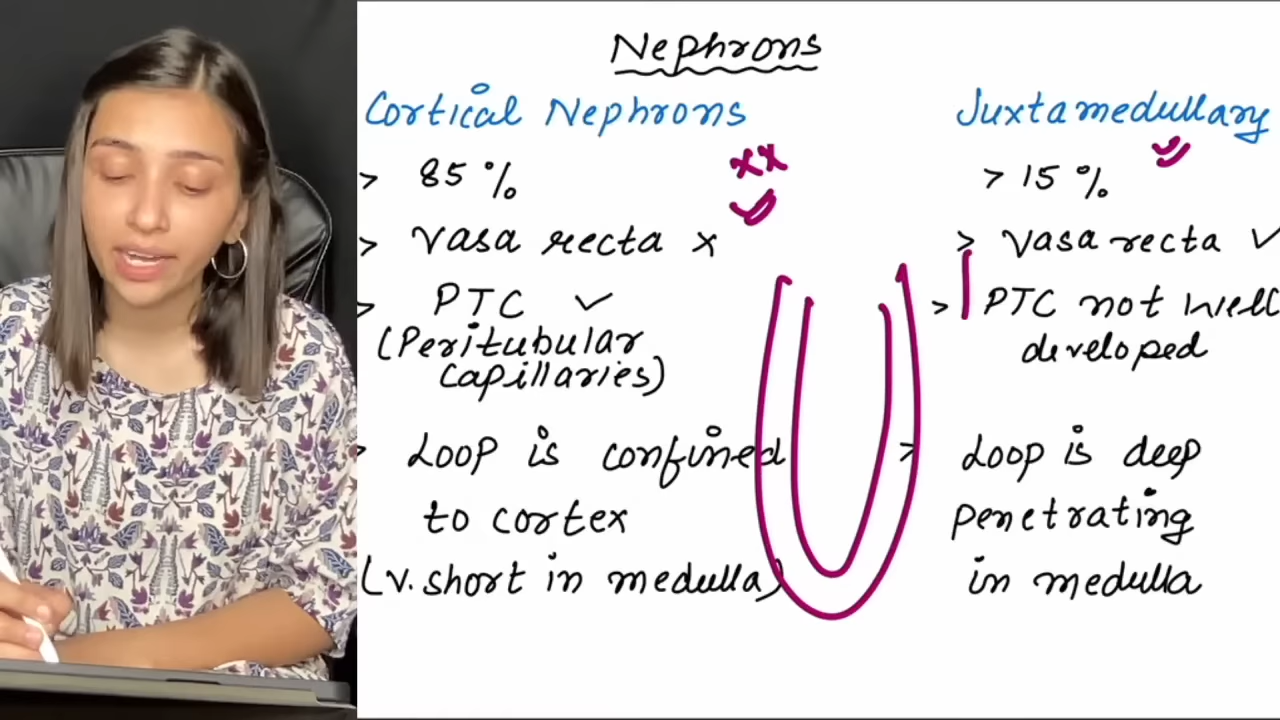 Nephrons
Cortical Nephrons
> 85 %
xx
> Vasa recta x
> PTC ✓
(Peritubular
Capillaries)
> Loop is confined
to cortex
(v. short in medulla)
Juxtamedullary
> 15 %
> Vasa recta ✓
> PTC not well
developed
> Loop is deep
penetrating
in medulla